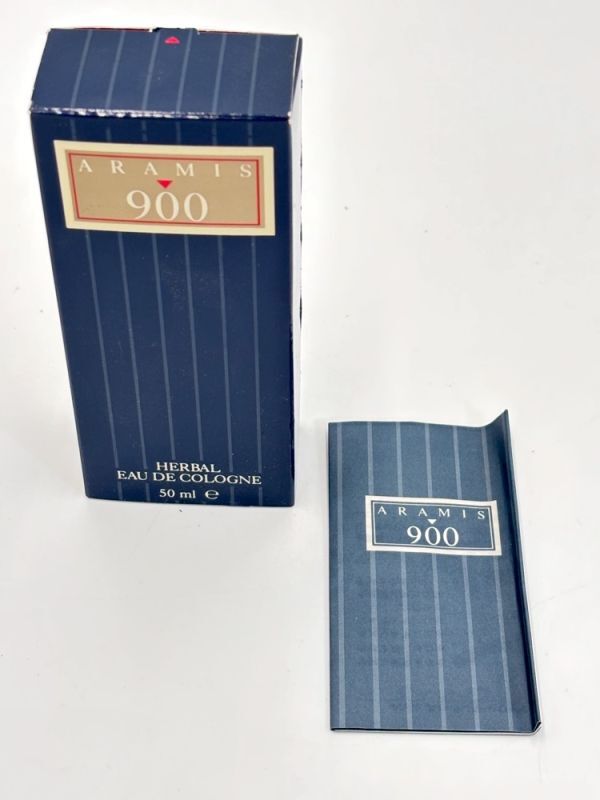 ARAMIS
900
HERBAL
EAU DE COLOGNE
50 ml e
ARAMIS
900